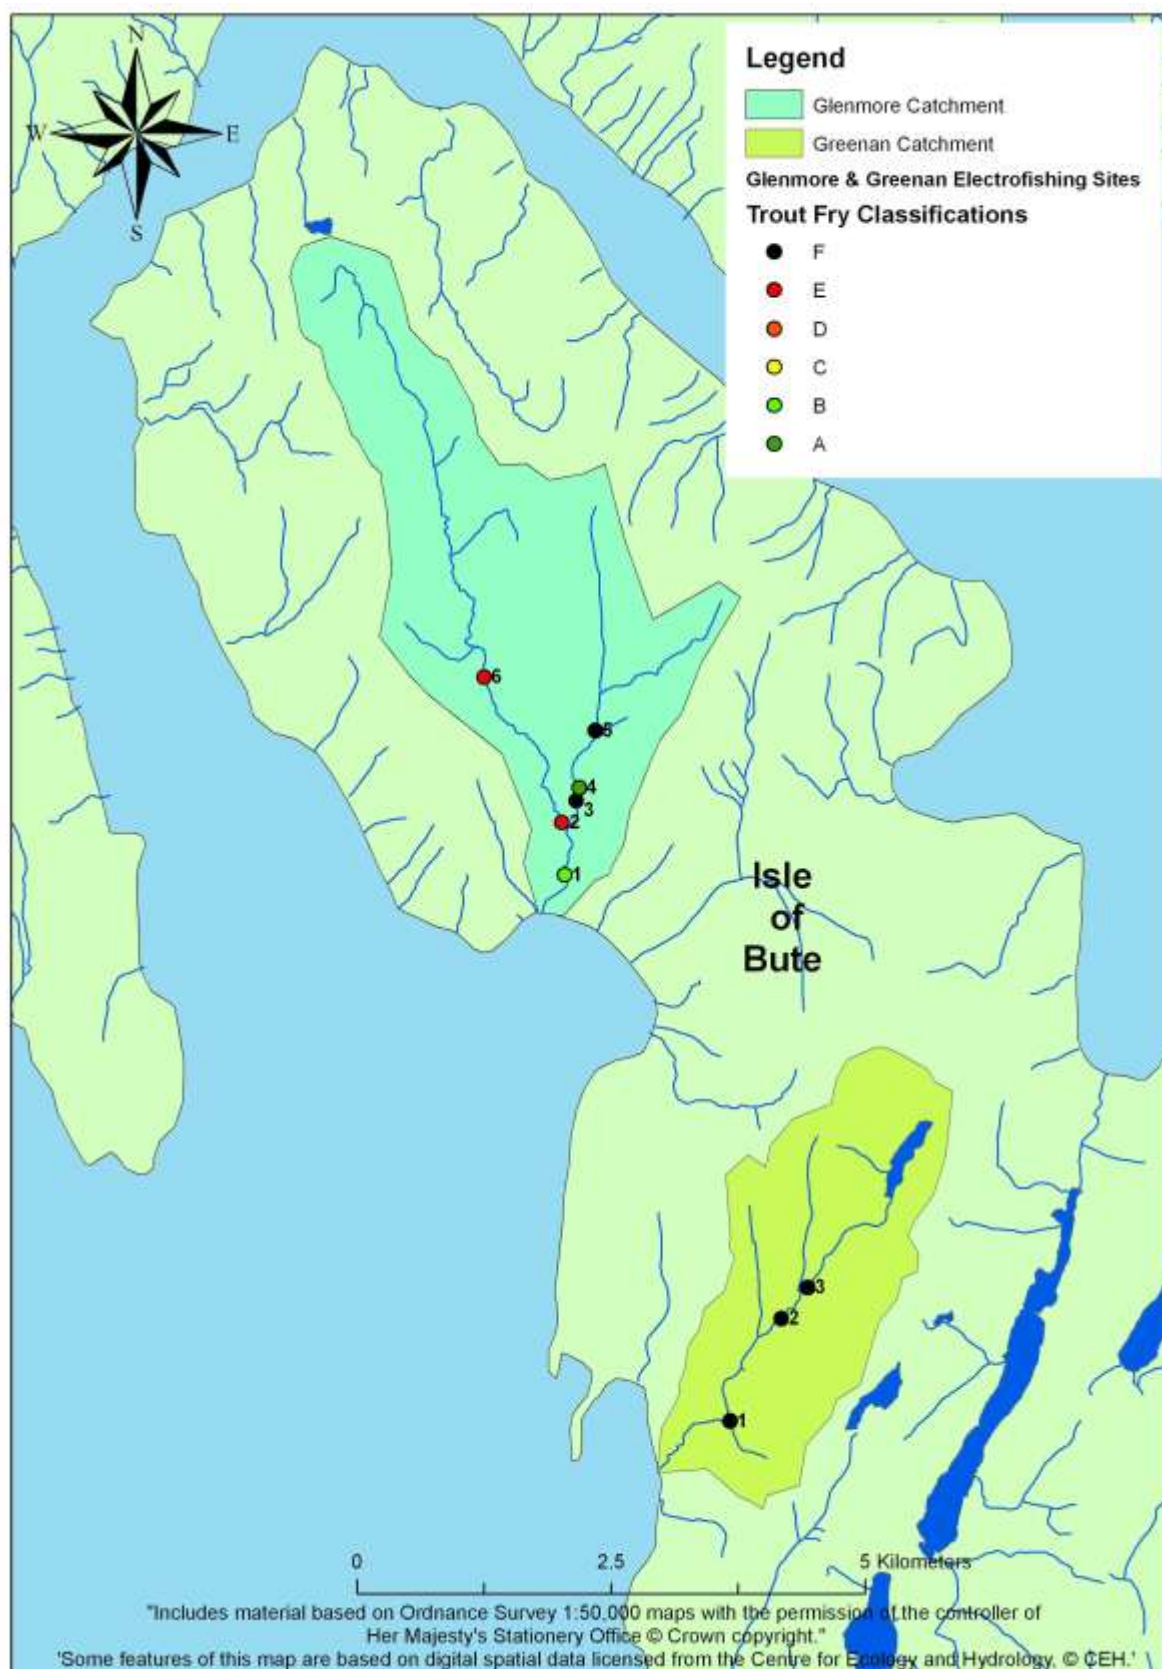 N
W E
S
Legend
Glenmore Catchment
Greenan Catchment
Glenmore & Greenan Electrofishing Sites
Trout Fry Classifications
F
E
D
C
B
A
6
5
4
3
2
1
Isle
of
Bute
3
2
1
0 2.5 5 Kilometers
"Includes material based on Ordnance Survey 1:50,000 maps with the permission of the controller of
Her Majesty's Stationery Office © Crown copyright."
'Some features of this map are based on digital spatial data licensed from the Centre for Ecology and Hydrology, © CEH.'